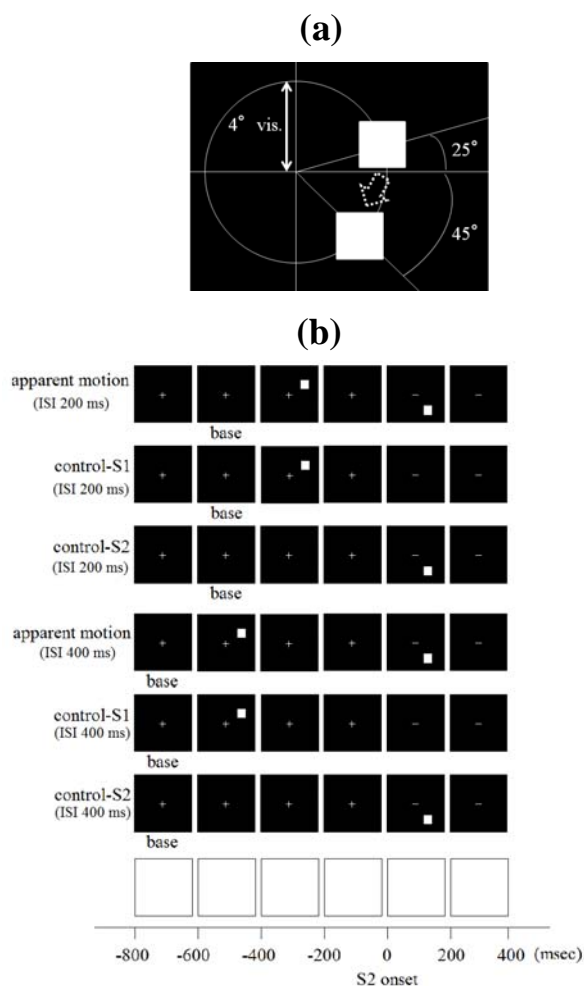 (a)
4° vis.
25°
45°
(b)
apparent motion
(ISI 200 ms)
base
control-S1
(ISI 200 ms)
base
control-S2
(ISI 200 ms)
base
apparent motion
(ISI 400 ms)
base
control-S1
(ISI 400 ms)
base
control-S2
(ISI 400 ms)
base
-800 -600 -400 -200 0 200 400 (msec)
S2 onset